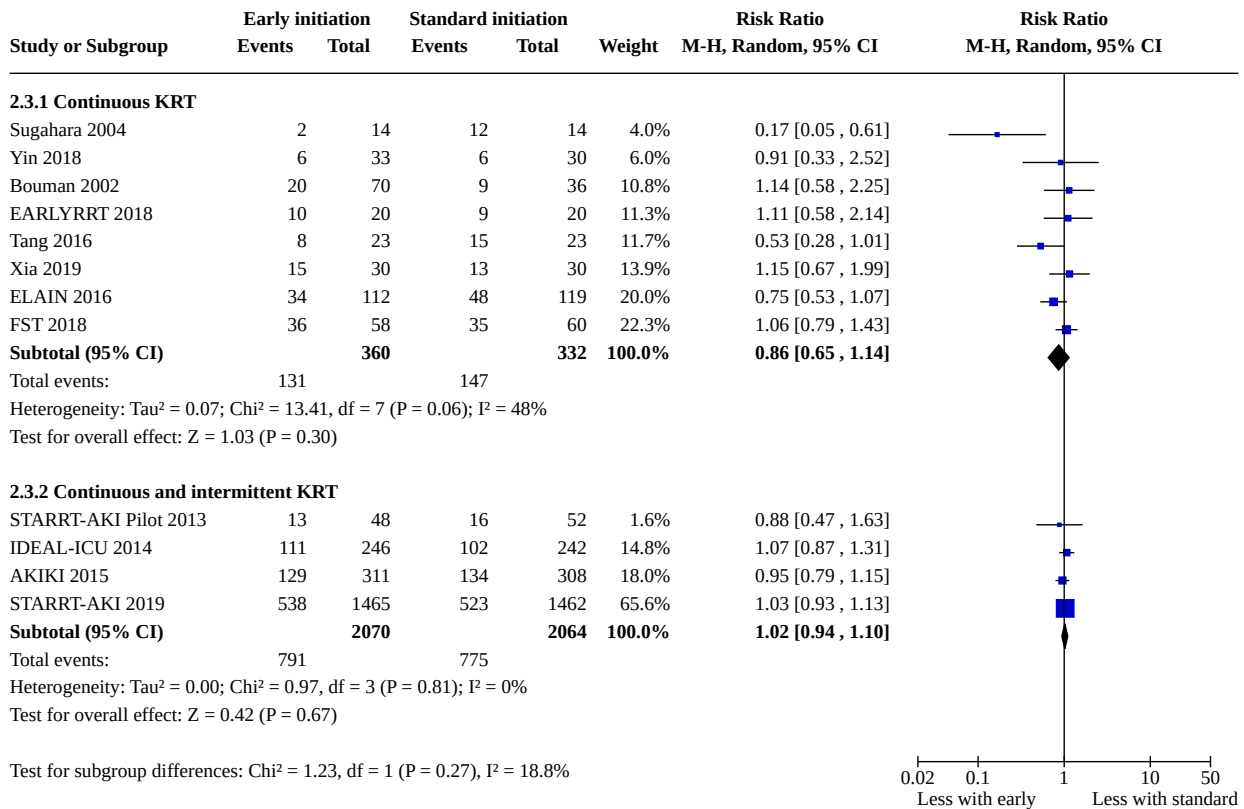 Early initiation Standard initiation Risk Ratio Risk Ratio
Study or Subgroup Events Total Events Total Weight M-H, Random, 95% CI M-H, Random, 95% CI
2.3.1 Continuous KRT
Sugahara 2004 2 14 12 14 4.0% 0.17 [0.05 , 0.61]
Yin 2018 6 33 6 30 6.0% 0.91 [0.33 , 2.52]
Bouman 2002 20 70 9 36 10.8% 1.14 [0.58 , 2.25]
EARLYRRT 2018 10 20 9 20 11.3% 1.11 [0.58 , 2.14]
Tang 2016 8 23 15 23 11.7% 0.53 [0.28 , 1.01]
Xia 2019 15 30 13 30 13.9% 1.15 [0.67 , 1.99]
ELAIN 2016 34 112 48 119 20.0% 0.75 [0.53 , 1.07]
FST 2018 36 58 35 60 22.3% 1.06 [0.79 , 1.43]
Subtotal (95% CI) 360 332 100.0% 0.86 [0.65 , 1.14]
Total events: 131 147
Heterogeneity: Tau² = 0.07; Chi² = 13.41, df = 7 (P = 0.06); I² = 48%
Test for overall effect: Z = 1.03 (P = 0.30)
2.3.2 Continuous and intermittent KRT
STARRT-AKI Pilot 2013 13 48 16 52 1.6% 0.88 [0.47 , 1.63]
IDEAL-ICU 2014 111 246 102 242 14.8% 1.07 [0.87 , 1.31]
AKIKI 2015 129 311 134 308 18.0% 0.95 [0.79 , 1.15]
STARRT-AKI 2019 538 1465 523 1462 65.6% 1.03 [0.93 , 1.13]
Subtotal (95% CI) 2070 2064 100.0% 1.02 [0.94 , 1.10]
Total events: 791 775
Heterogeneity: Tau² = 0.00; Chi² = 0.97, df = 3 (P = 0.81); I² = 0%
Test for overall effect: Z = 0.42 (P = 0.67)
Test for subgroup differences: Chi² = 1.23, df = 1 (P = 0.27), I² = 18.8%
0.02 0.1 1 10 50
Less with early Less with standard